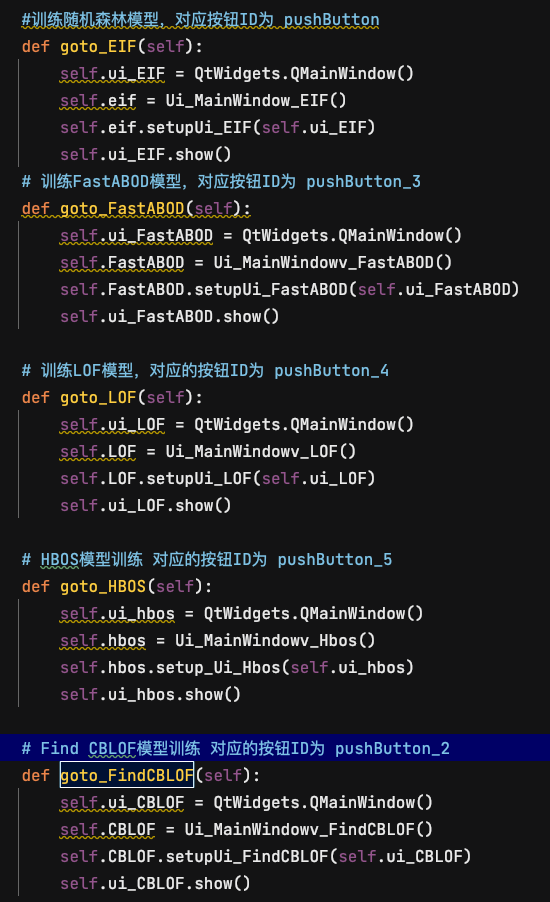 #训练随机森林模型，对应按钮ID为 pushButton
def goto_EIF(self):
    self.ui_EIF = QtWidgets.QMainWindow()
    self.eif = Ui_MainWindow_EIF()
    self.eif.setupUi_EIF(self.ui_EIF)
    self.ui_EIF.show()
# 训练FastABOD模型，对应按钮ID为 pushButton_3
def goto_FastABOD(self):
    self.ui_FastABOD = QtWidgets.QMainWindow()
    self.FastABOD = Ui_MainWindowv_FastABOD()
    self.FastABOD.setupUi_FastABOD(self.ui_FastABOD)
    self.ui_FastABOD.show()
# 训练LOF模型，对应的按钮ID为 pushButton_4
def goto_LOF(self):
    self.ui_LOF = QtWidgets.QMainWindow()
    self.LOF = Ui_MainWindowv_LOF()
    self.LOF.setupUi_LOF(self.ui_LOF)
    self.ui_LOF.show()
# HBOS模型训练 对应的按钮ID为 pushButton_5
def goto_HBOS(self):
    self.ui_hbos = QtWidgets.QMainWindow()
    self.hbos = Ui_MainWindowv_Hbos()
    self.hbos.setup_Ui_Hbos(self.ui_hbos)
    self.ui_hbos.show()
# Find CBLOF模型训练 对应的按钮ID为 pushButton_2
def goto_FindCBLOF(self):
    self.ui_CBLOF = QtWidgets.QMainWindow()
    self.CBLOF = Ui_MainWindowv_FindCBLOF()
    self.CBLOF.setupUi_FindCBLOF(self.ui_CBLOF)
    self.ui_CBLOF.show()